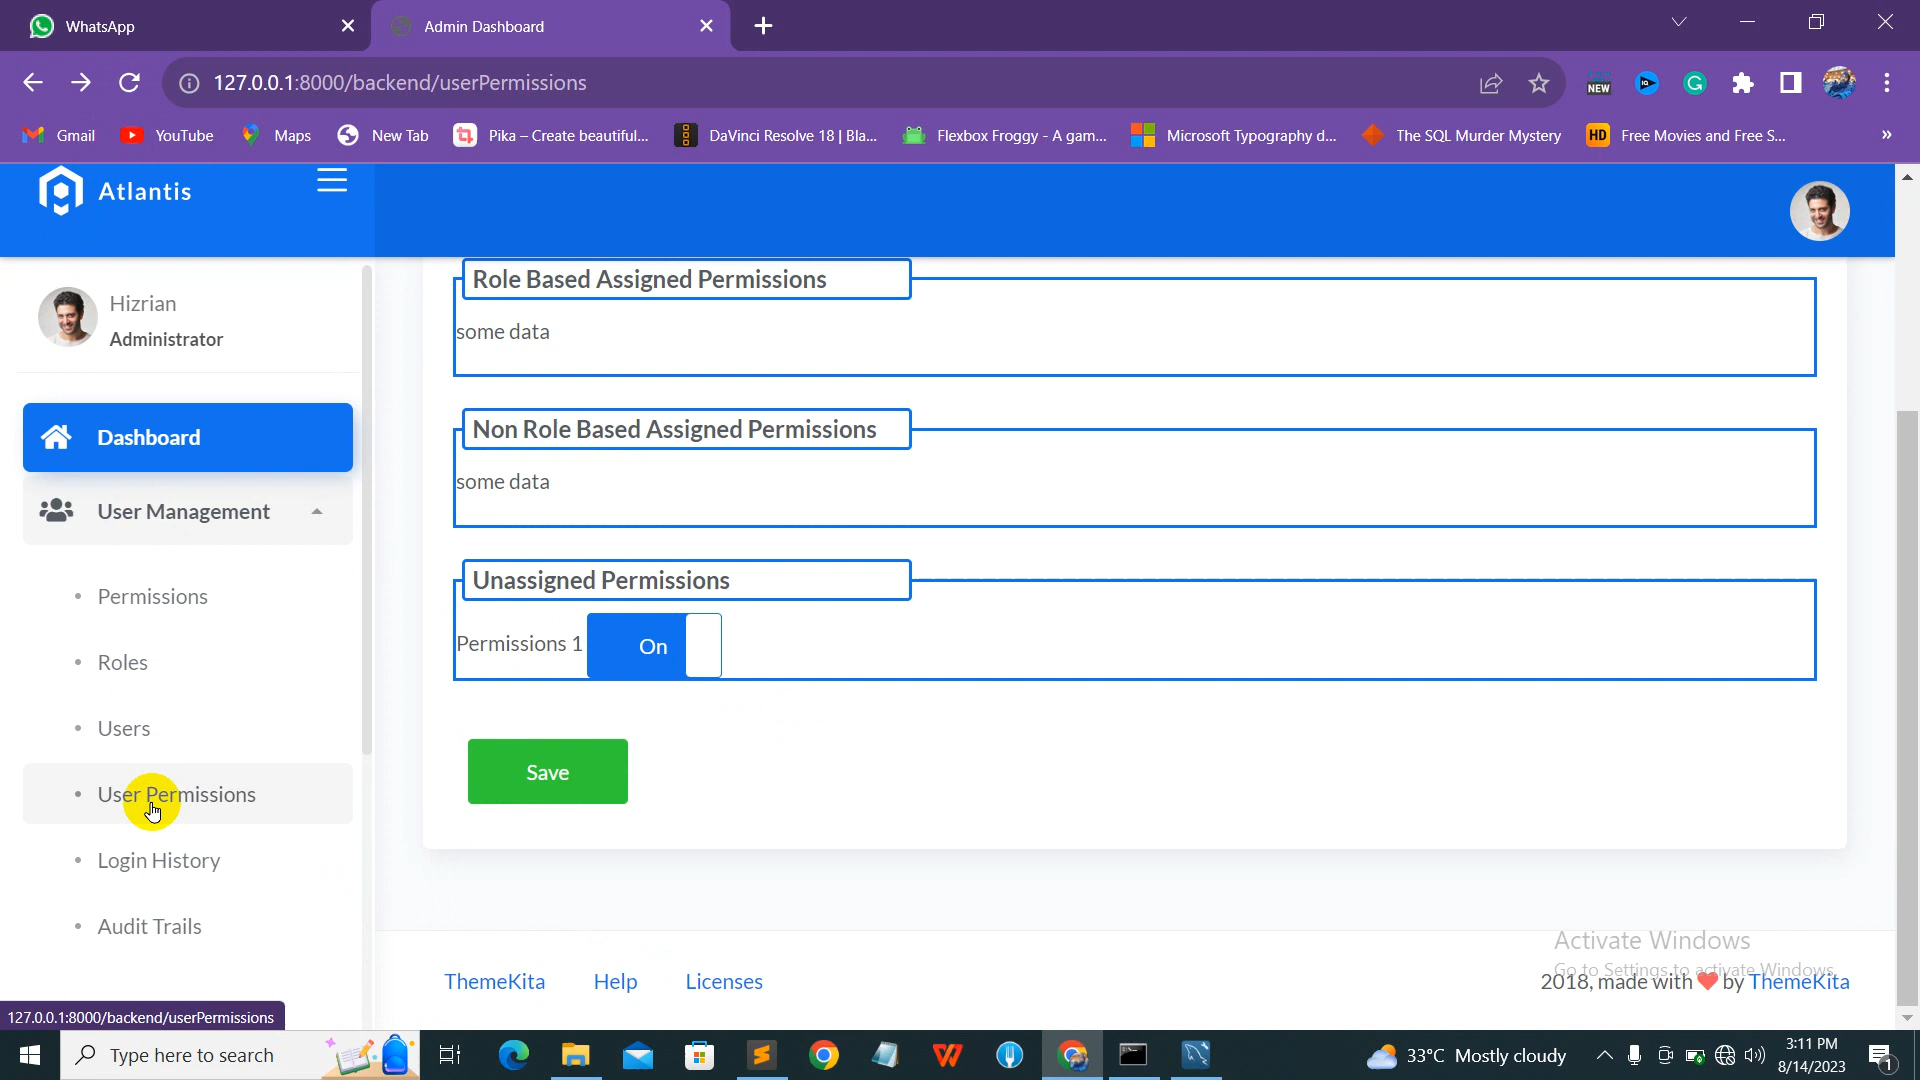 WhatsApp
Admin Dashboard
127.0.0.1:8000/backend/userPermissions
NEW
Gmail
YouTube
Maps
New Tab
Pika – Create beautiful...
DaVinci Resolve 18 | Bla...
Flexbox Froggy - A gam...
Microsoft Typography d...
The SQL Murder Mystery
HD
Free Movies and Free S...
»
Atlantis
Hizrian
Administrator
Dashboard
User Management
Permissions
Roles
Users
User Permissions
Login History
Audit Trails
Role Based Assigned Permissions
some data
Non Role Based Assigned Permissions
some data
Unassigned Permissions
Permissions 1
On
Save
Activate Windows
Go to Settings to activate Windows.
ThemeKita
Help
Licenses
2018, made with ❤ by ThemeKita
127.0.0.1:8000/backend/userPermissions
Type here to search
33°C Mostly cloudy
3:11 PM
8/14/2023
1